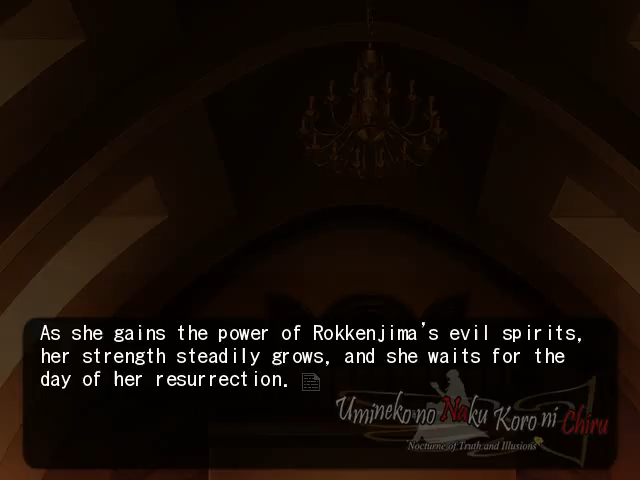 As she gains the power of Rokkenjima's evil spirits,
her strength steadily grows, and she waits for the
day of her resurrection.
Umineko no Naku Koro ni Chiru
Nocturne of Truth and Illusions